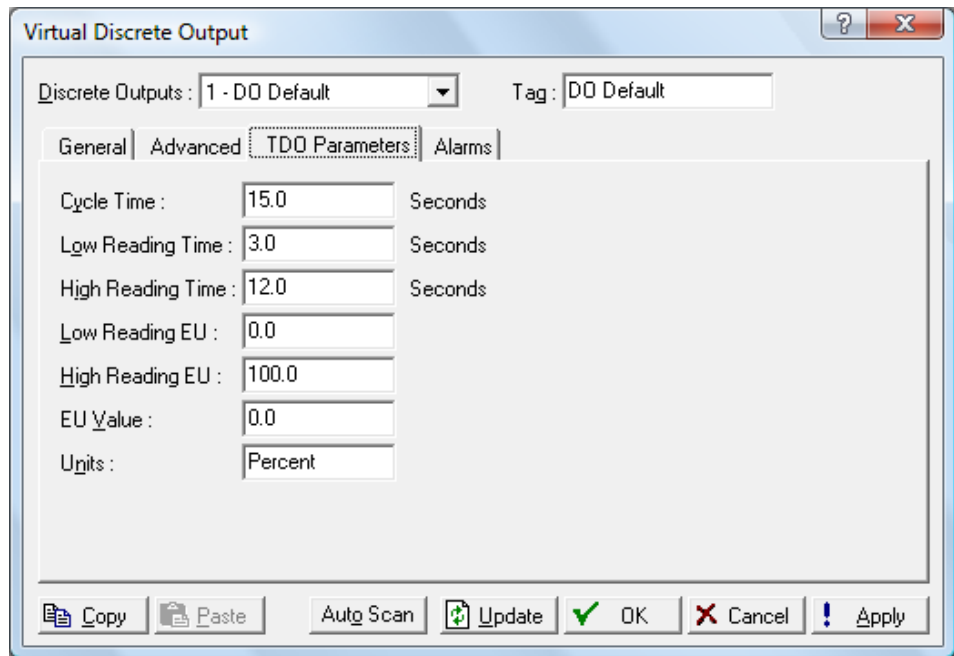 Virtual Discrete Output
Discrete Outputs : 1 - DO Default Tag : DO Default
General Advanced TDO Parameters Alarms
Cycle Time : 15.0 Seconds
Low Reading Time : 3.0 Seconds
High Reading Time : 12.0 Seconds
Low Reading EU : 0.0
High Reading EU : 100.0
EU Value : 0.0
Units : Percent
Copy Paste Auto Scan Update OK Cancel ! Apply